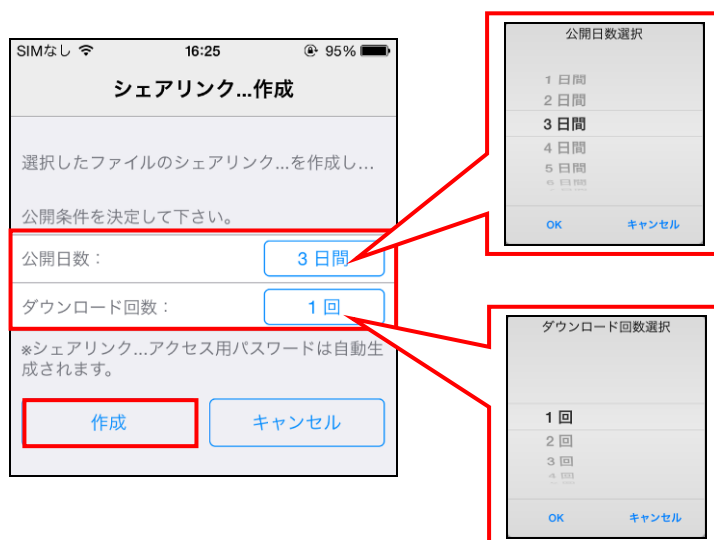 SIMなし 16:25 95%
シェアリンク...作成
選択したファイルのシェアリンク...を作成し...
公開条件を決定して下さい。
公開日数：
3 日間
ダウンロード回数：
1 回
※シェアリンク...アクセス用パスワードは自動生
成されます。
作成
キャンセル
公開日数選択
1 日間
2 日間
3 日間
4 日間
5 日間
6 日間
OK
キャンセル
ダウンロード回数選択
1 回
2 回
3 回
4 回
OK
キャンセル